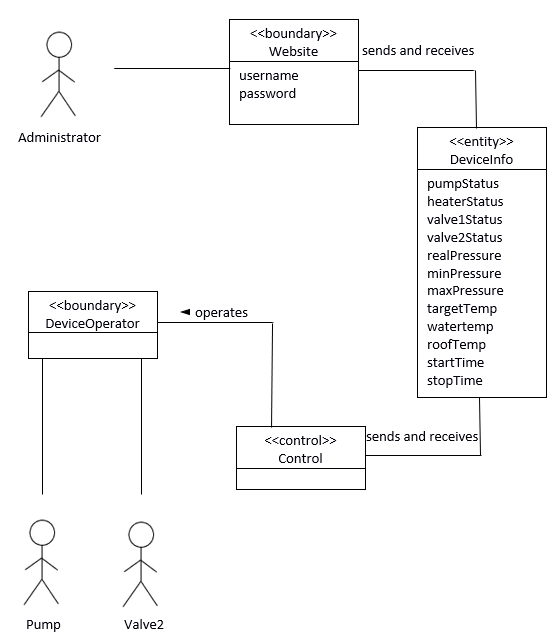 <<boundary>>
Website
username
password
sends and receives
Administrator
<<entity>>
DeviceInfo
pumpStatus
heaterStatus
valve1Status
valve2Status
realPressure
minPressure
maxPressure
targetTemp
watertemp
roofTemp
startTime
stopTime
<<boundary>>
DeviceOperator
◄ operates
<<control>>
Control
sends and receives
Pump
Valve2